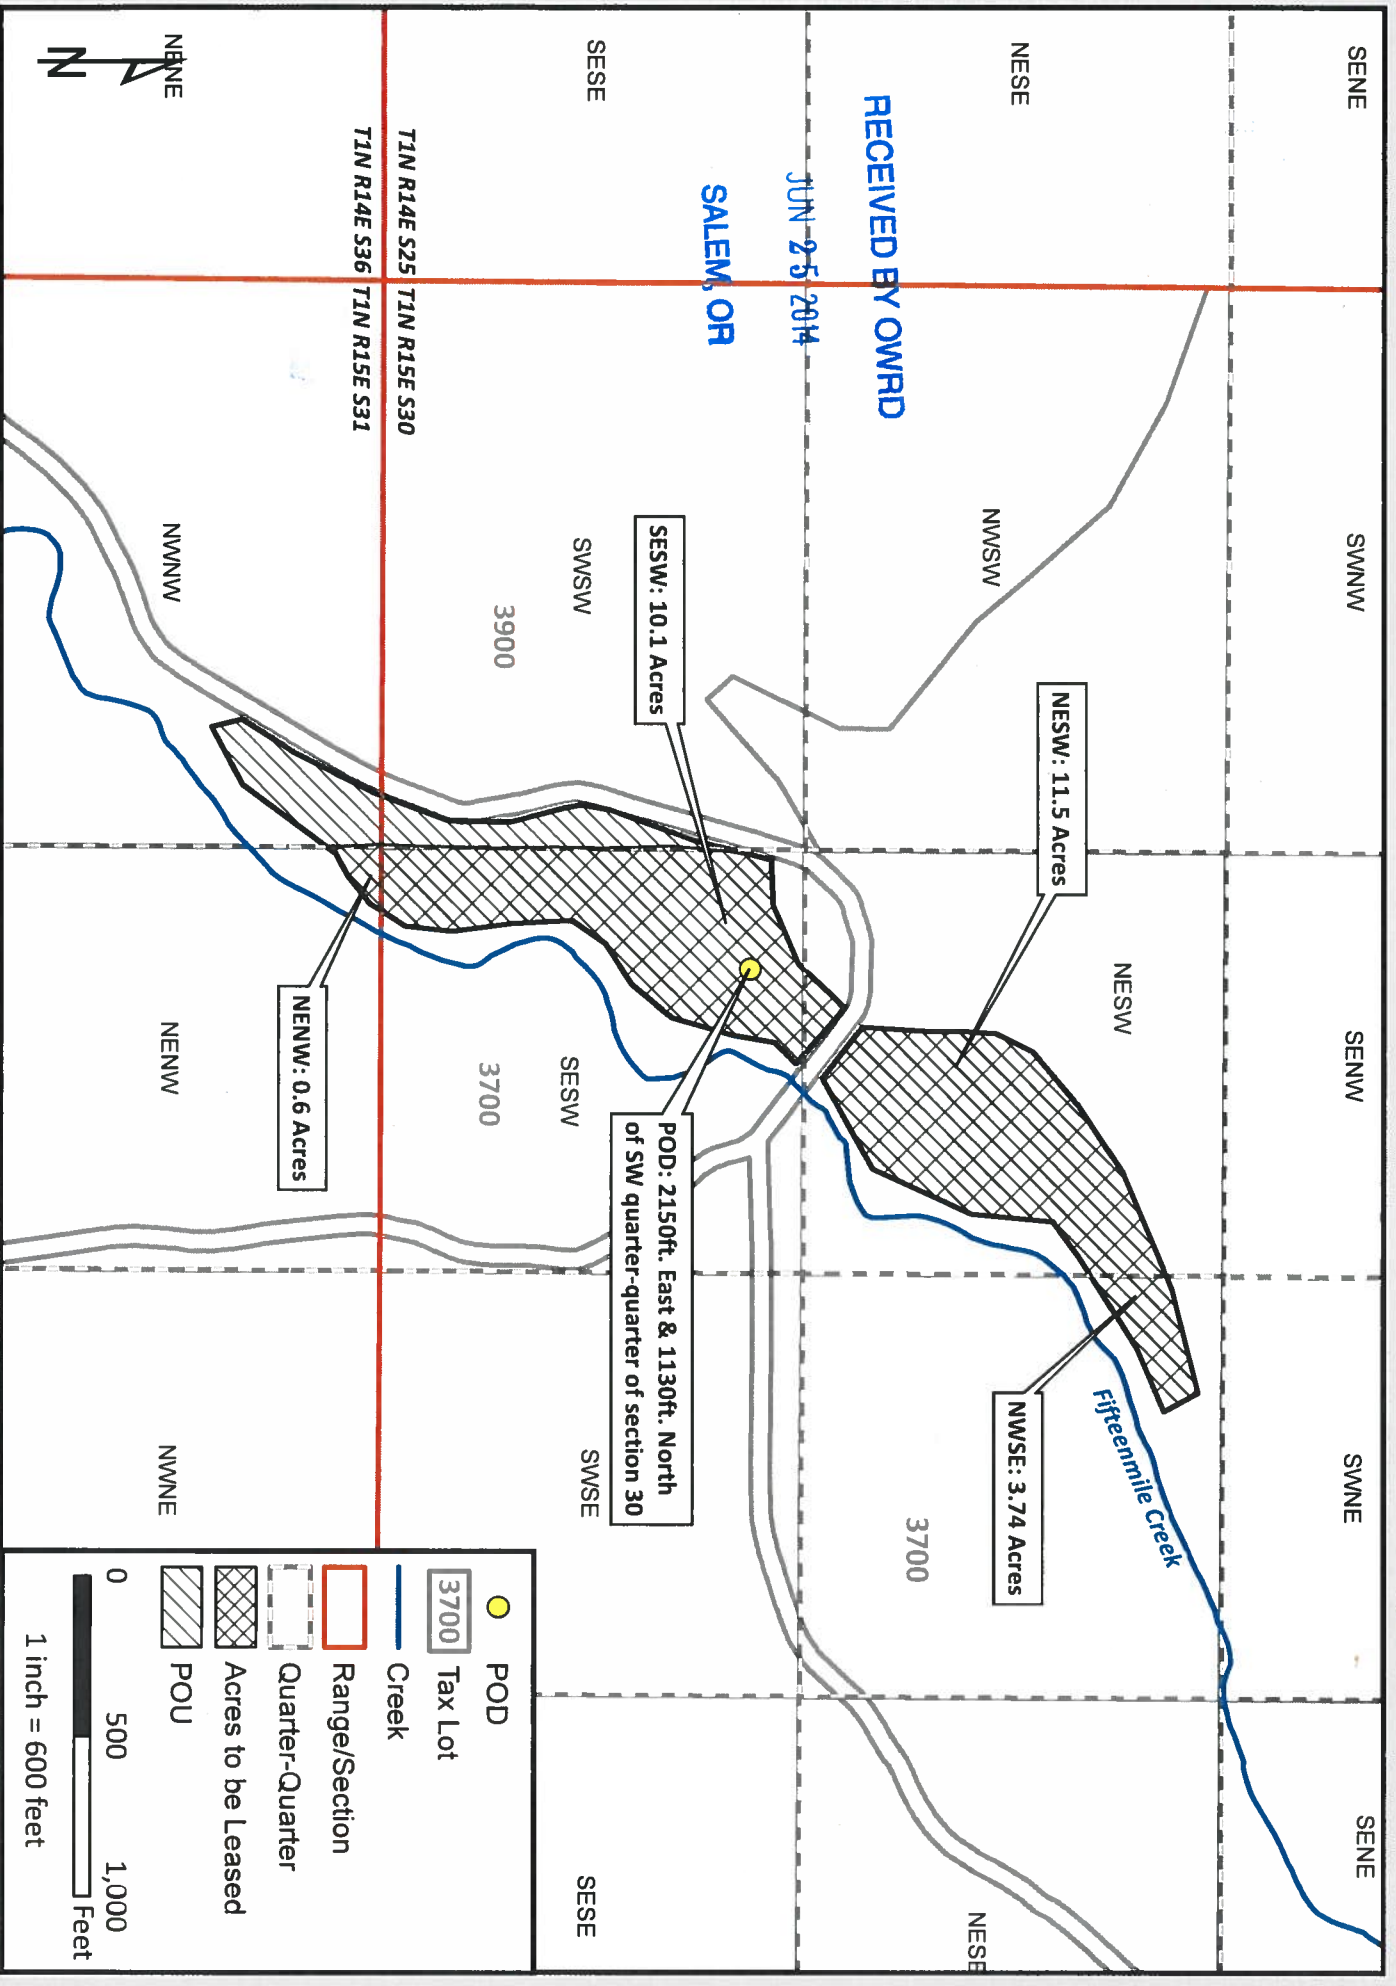 SENE
SWNW
SENW
SWNE
SENE
RECEIVED BY OWRD
JUN 25 2014
SALEM, OR
NESE
NWSW
NESW
NESW: 11.5 Acres
NWSE: 3.74 Acres
Fifteenmile Creek
3700
NESE
SESE
SWSW
SESW: 10.1 Acres
3900
SESW
3700
POD: 2150ft. East & 1130ft. North
of SW quarter-quarter of section 30
SWSE
SESE
T1N R14E S25
T1N R15E S30
T1N R14E S36
T1N R15E S31
NENE
N
NWNW
NENW
NENW: 0.6 Acres
NWNE
POD
3700
Tax Lot
Creek
Range/Section
Quarter-Quarter
Acres to be Leased
POU
0 500 1,000
Feet
1 inch = 600 feet